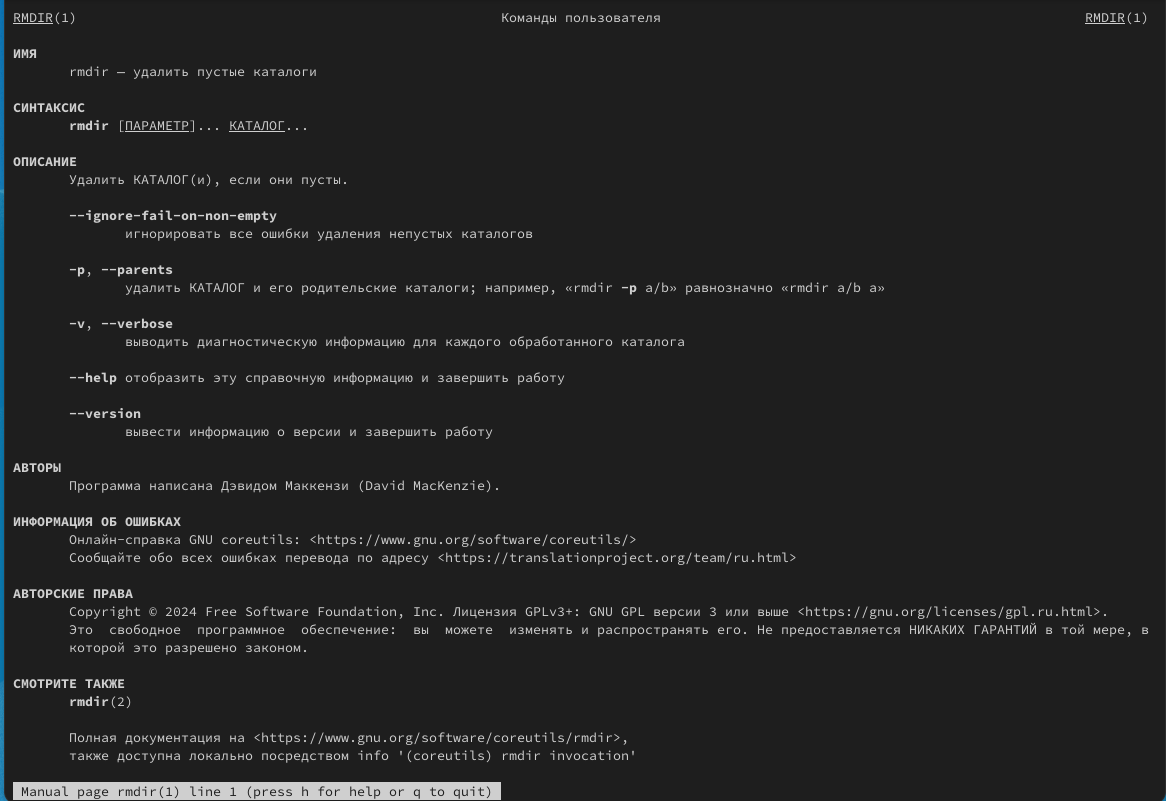 RMDIR(1) Команды пользователя RMDIR(1)
ИМЯ
rmdir — удалить пустые каталоги
СИНТАКСИС
rmdir [ПАРАМЕТР]... КАТАЛОГ...
ОПИСАНИЕ
Удалить КАТАЛОГ(и), если они пусты.
--ignore-fail-on-non-empty
игнорировать все ошибки удаления непустых каталогов
-p, --parents
удалить КАТАЛОГ и его родительские каталоги; например, «rmdir -p a/b» равнозначно «rmdir a/b a»
-v, --verbose
выводить диагностическую информацию для каждого обработанного каталога
--help отобразить эту справочную информацию и завершить работу
--version
вывести информацию о версии и завершить работу
АВТОРЫ
Программа написана Дэвидом Маккензи (David MacKenzie).
ИНФОРМАЦИЯ ОБ ОШИБКАХ
Онлайн-справка GNU coreutils: <https://www.gnu.org/software/coreutils/>
Сообщайте обо всех ошибках перевода по адресу <https://translationproject.org/team/ru.html>
АВТОРСКИЕ ПРАВА
Copyright © 2024 Free Software Foundation, Inc. Лицензия GPLv3+: GNU GPL версии 3 или выше <https://gnu.org/licenses/gpl.ru.html>.
Это свободное программное обеспечение: вы можете изменять и распространять его. Не предоставляется НИКАКИХ ГАРАНТИЙ в той мере, в
которой это разрешено законом.
СМОТРИТЕ ТАКЖЕ
rmdir(2)
Полная документация на <https://www.gnu.org/software/coreutils/rmdir>,
также доступна локально посредством info '(coreutils) rmdir invocation'
Manual page rmdir(1) line 1 (press h for help or q to quit)